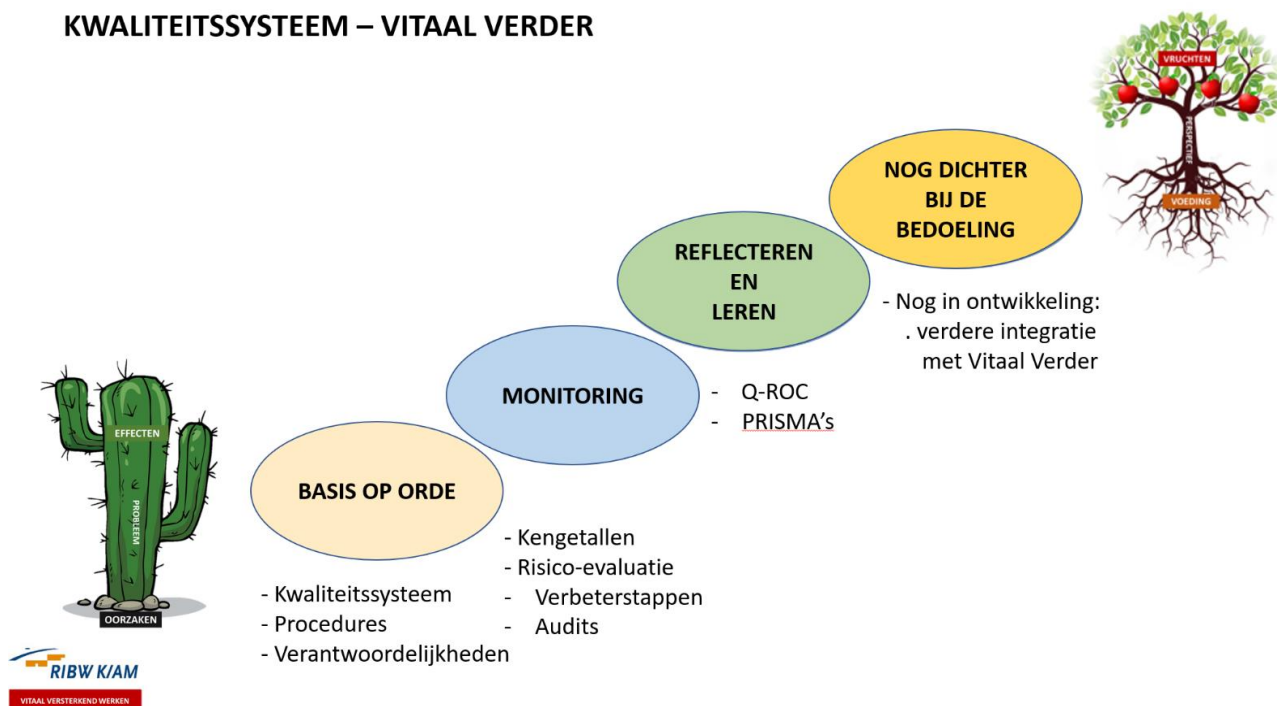 KWALITEITSSYSTEEM – VITAAL VERDER
VRUCHTEN
PERSPECTIEF
VOEDING
NOG DICHTER
BIJ DE
BEDOELING
- Nog in ontwikkeling:
. verdere integratie
met Vitaal Verder
REFLECTEREN
EN
LEREN
- Q-ROC
- PRISMA's
MONITORING
- Kengetallen
- Risico-evaluatie
- Verbeterstappen
- Audits
BASIS OP ORDE
- Kwaliteitssysteem
- Procedures
- Verantwoordelijkheden
EFFECTEN
PROBLEEM
OORZAKEN
RIBW K/AM
VITAAL VERSTERKEND WERKEN